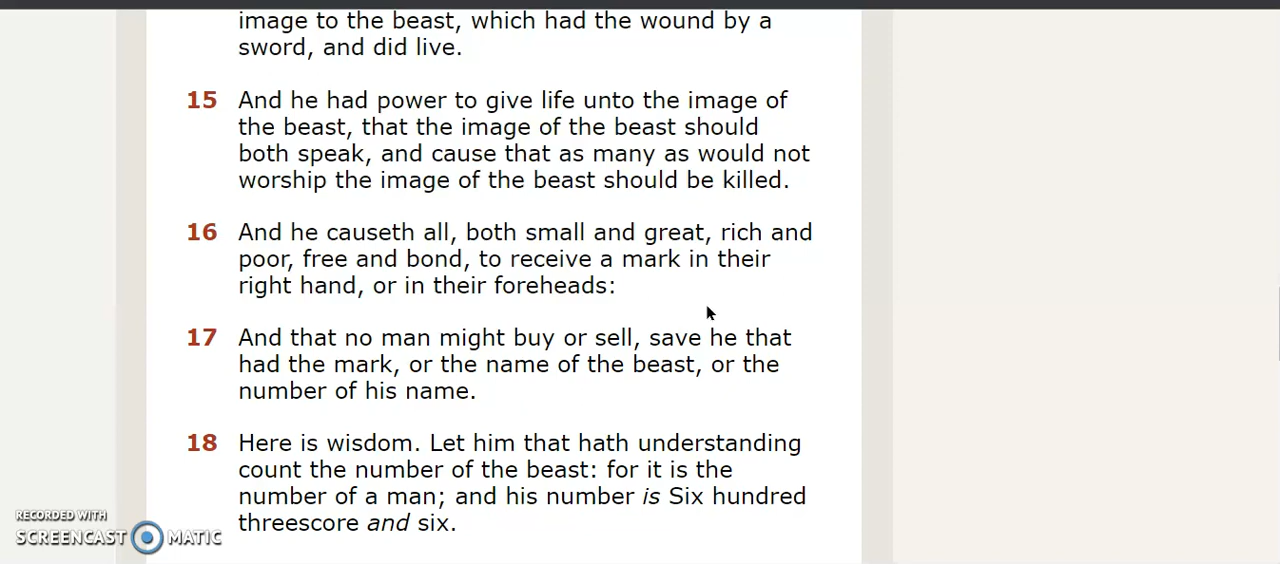 image to the beast, which had the wound by a
sword, and did live.
15 And he had power to give life unto the image of
the beast, that the image of the beast should
both speak, and cause that as many as would not
worship the image of the beast should be killed.
16 And he causeth all, both small and great, rich and
poor, free and bond, to receive a mark in their
right hand, or in their foreheads:
17 And that no man might buy or sell, save he that
had the mark, or the name of the beast, or the
number of his name.
18 Here is wisdom. Let him that hath understanding
count the number of the beast: for it is the
number of a man; and his number is Six hundred
threescore and six.
RECORDED WITH
SCREENCAST MATIC